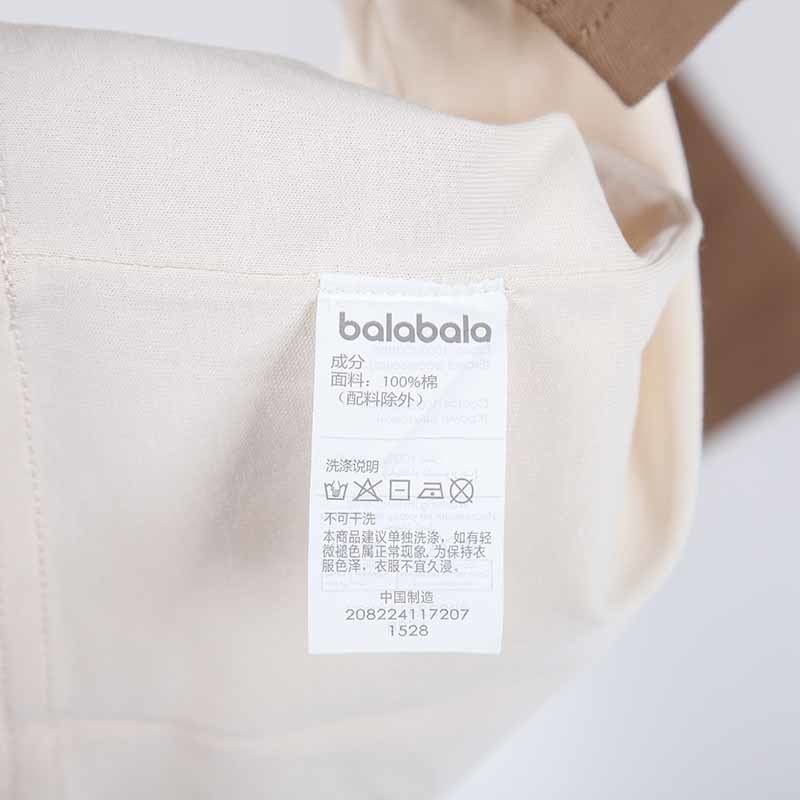 balabala
成分
面料：100%棉
（配料除外）
洗涤说明
不可干洗
本商品建议单独洗涤，如有轻
微褪色属正常现象，为保持衣
服色泽，衣服不宜久浸。
中国制造
208224117207
1528